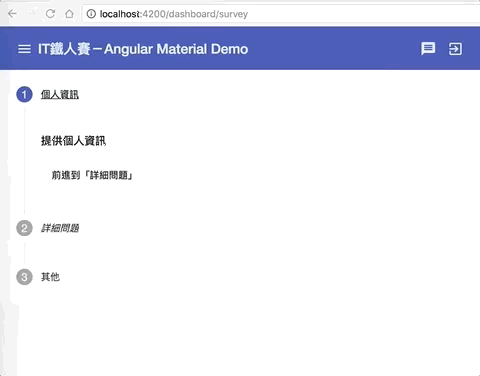 localhost:4200/dashboard/survey
IT鐵人賽－Angular Material Demo
1 個人資訊
提供個人資訊
前進到「詳細問題」
2 詳細問題
3 其他